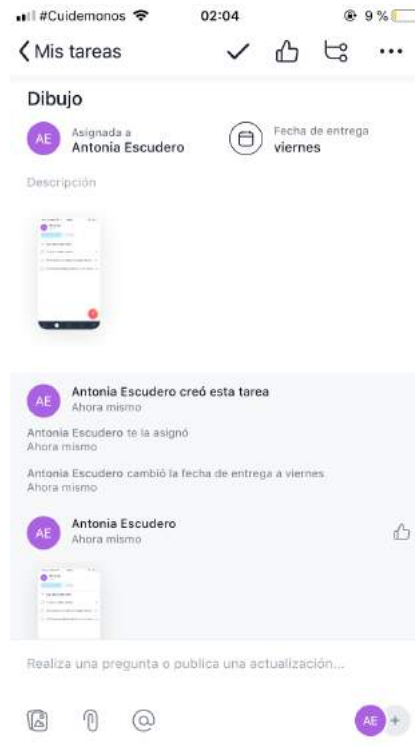 #Cuidemonos 02:04 9 %
Mis tareas
Dibujo
AE Asignada a
Antonia Escudero
Fecha de entrega
viernes
Descripción
AE Antonia Escudero creó esta tarea
Ahora mismo
Antonia Escudero te la asignó
Ahora mismo
Antonia Escudero cambió la fecha de entrega a viernes
Ahora mismo
AE Antonia Escudero
Ahora mismo
Realiza una pregunta o publica una actualización...
AE +